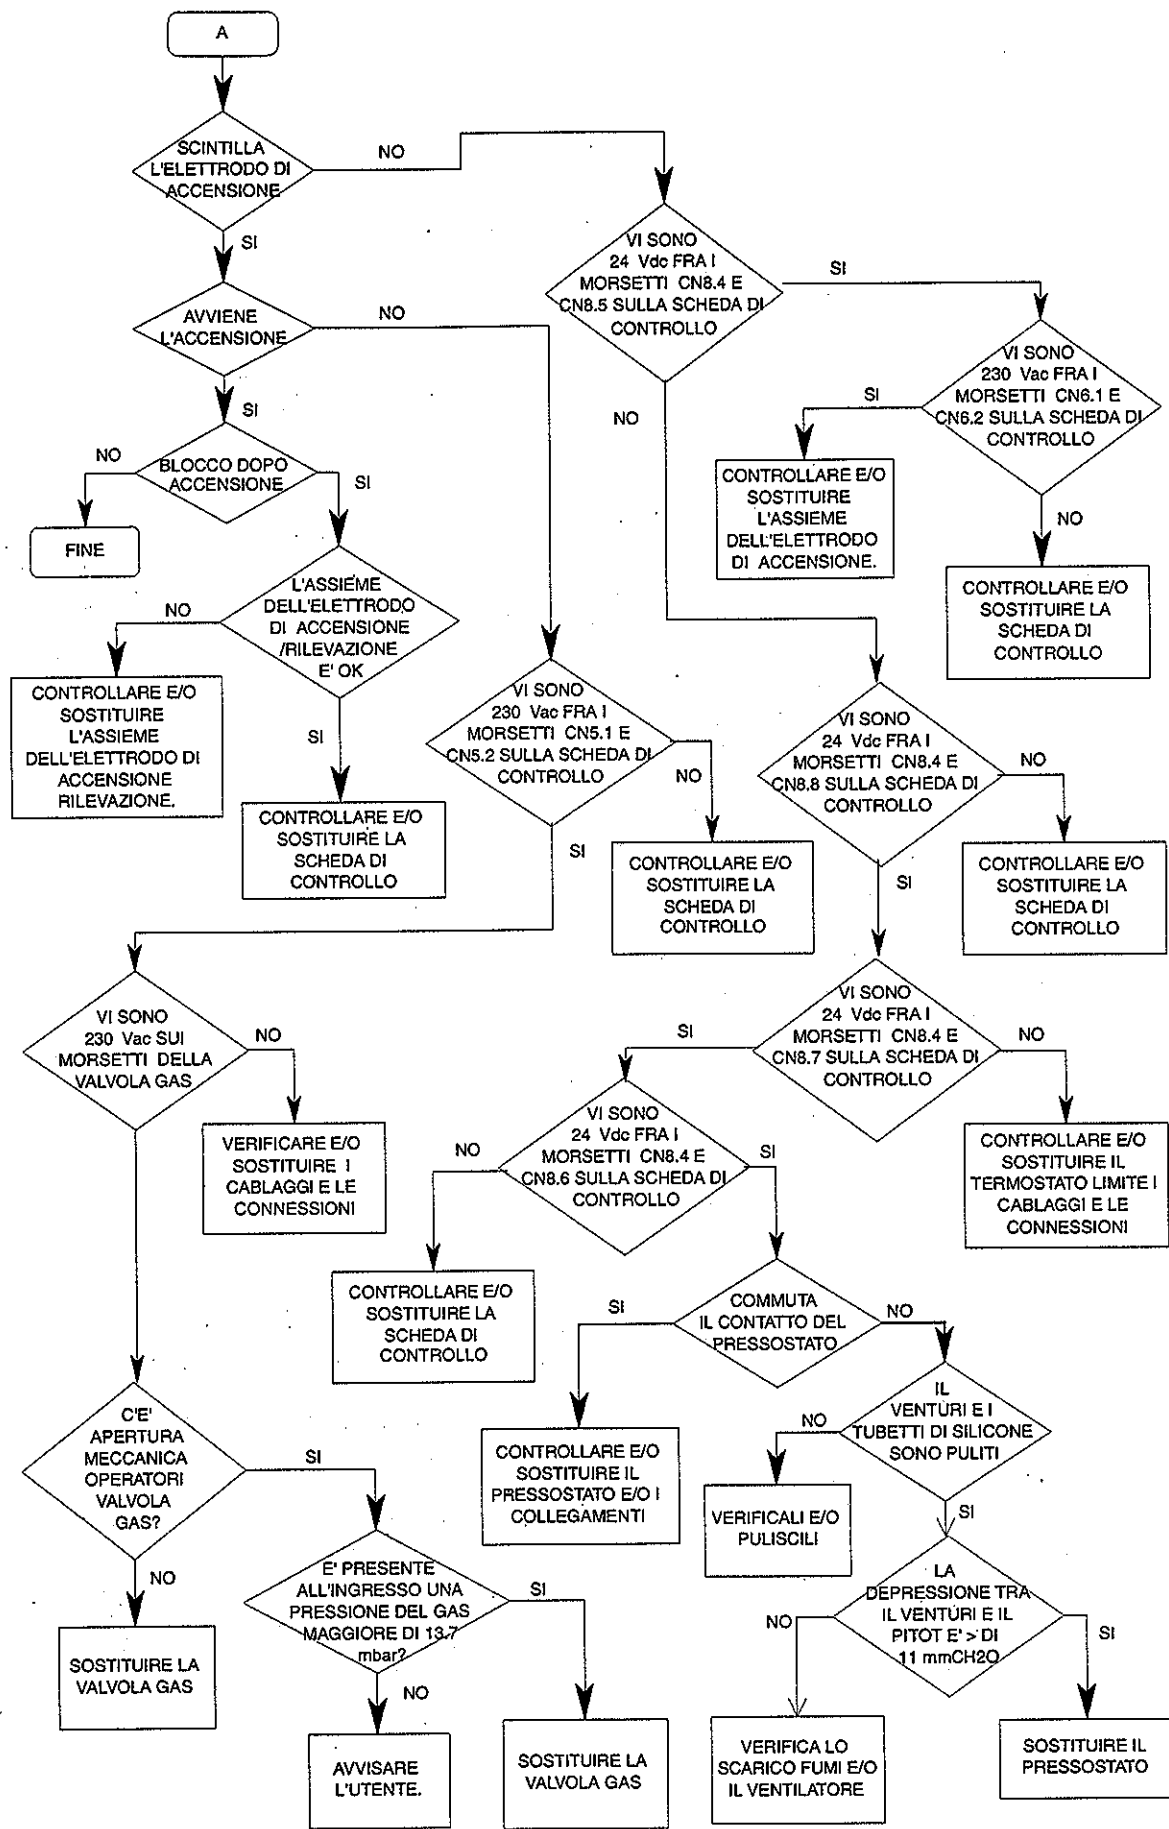 A
SCINTILLA
L'ELETTRODO DI
ACCENSIONE
NO
SI
VI SONO
24 Vdc FRA I
MORSETTI CN8.4 E
CN8.5 SULLA SCHEDA DI
CONTROLLO
SI
NO
AVVIENE
L'ACCENSIONE
NO
SI
VI SONO
230 Vac FRA I
MORSETTI CN6.1 E
CN6.2 SULLA SCHEDA DI
CONTROLLO
SI
NO
BLOCCO DOPO
ACCENSIONE
NO
SI
FINE
CONTROLLARE E/O
SOSTITUIRE
L'ASSIEME
DELL'ELETTRODO
DI ACCENSIONE.
CONTROLLARE E/O
SOSTITUIRE LA
SCHEDA DI
CONTROLLO
L'ASSIEME
DELL'ELETTRODO
DI ACCENSIONE
/RILEVAZIONE
E' OK
NO
SI
CONTROLLARE E/O
SOSTITUIRE
L'ASSIEME
DELL'ELETTRODO DI
ACCENSIONE
RILEVAZIONE.
CONTROLLARE E/O
SOSTITUIRE LA
SCHEDA DI
CONTROLLO
VI SONO
230 Vac FRA I
MORSETTI CN5.1 E
CN5.2 SULLA SCHEDA DI
CONTROLLO
NO
SI
CONTROLLARE E/O
SOSTITUIRE LA
SCHEDA DI
CONTROLLO
VI SONO
24 Vdc FRA I
MORSETTI CN8.4 E
CN8.8 SULLA SCHEDA DI
CONTROLLO
NO
SI
CONTROLLARE E/O
SOSTITUIRE LA
SCHEDA DI
CONTROLLO
VI SONO
230 Vac SUI
MORSETTI DELLA
VALVOLA GAS
NO
VERIFICARE E/O
SOSTITUIRE I
CABLAGGI E LE
CONNESSIONI
VI SONO
24 Vdc FRA I
MORSETTI CN8.4 E
CN8.7 SULLA SCHEDA DI
CONTROLLO
SI
NO
CONTROLLARE E/O
SOSTITUIRE IL
TERMOSTATO LIMITE I
CABLAGGI E LE
CONNESSIONI
VI SONO
24 Vdc FRA I
MORSETTI CN8.4 E
CN8.6 SULLA SCHEDA DI
CONTROLLO
NO
SI
CONTROLLARE E/O
SOSTITUIRE LA
SCHEDA DI
CONTROLLO
COMMUTA
IL CONTATTO DEL
PRESSOSTATO
SI
NO
CONTROLLARE E/O
SOSTITUIRE IL
PRESSOSTATO E/O I
COLLEGAMENTI
IL
VENTURI E I
TUBETTI DI SILICONE
SONO PULITI
NO
SI
VERIFICALI E/O
PULISCILI
C'E'
APERTURA
MECCANICA
OPERATORI
VALVOLA
GAS?
SI
NO
SOSTITUIRE LA
VALVOLA GAS
E' PRESENTE
ALL'INGRESSO UNA
PRESSIONE DEL GAS
MAGGIORE DI 13.7
mbar?
SI
NO
AVVISARE
L'UTENTE.
SOSTITUIRE LA
VALVOLA GAS
LA
DEPRESSIONE TRA
IL VENTURI E IL
PITOT E' > DI
11 mmCH2O
NO
SI
VERIFICA LO
SCARICO FUMI E/O
IL VENTILATORE
SOSTITUIRE IL
PRESSOSTATO